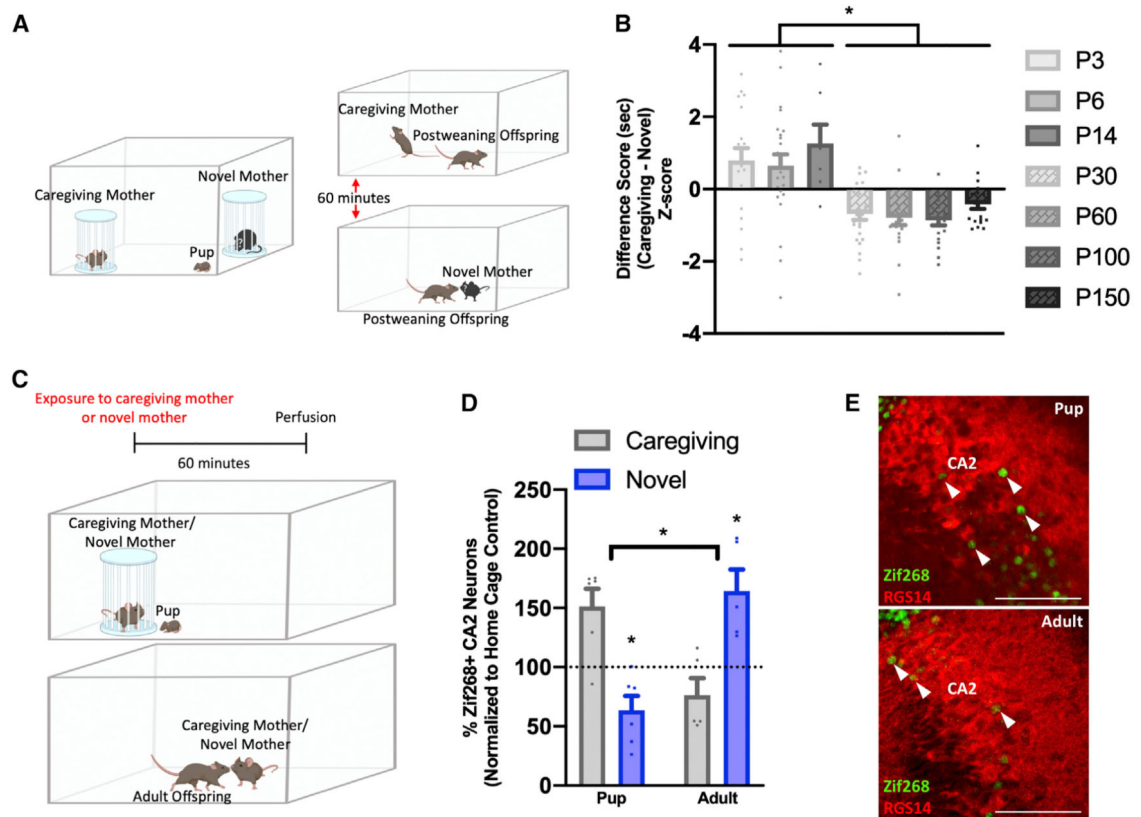 A
Caregiving Mother
Novel Mother
Pup
Caregiving Mother
Postweaning Offspring
60 minutes
Novel Mother
Postweaning Offspring
B
*
Difference Score (sec)
(Caregiving - Novel)
Z-score
4
2
0
-2
-4
P3
P6
P14
P30
P60
P100
P150
C
Exposure to caregiving mother
or novel mother
Perfusion
60 minutes
Caregiving Mother/
Novel Mother
Pup
Caregiving Mother/
Novel Mother
Adult Offspring
D
Caregiving
Novel
% Zif268+ CA2 Neurons
(Normalized to Home Cage Control)
250
200
150
100
50
0
*
*
*
Pup
Adult
E
Pup
CA2
Zif268
RGS14
Adult
CA2
Zif268
RGS14